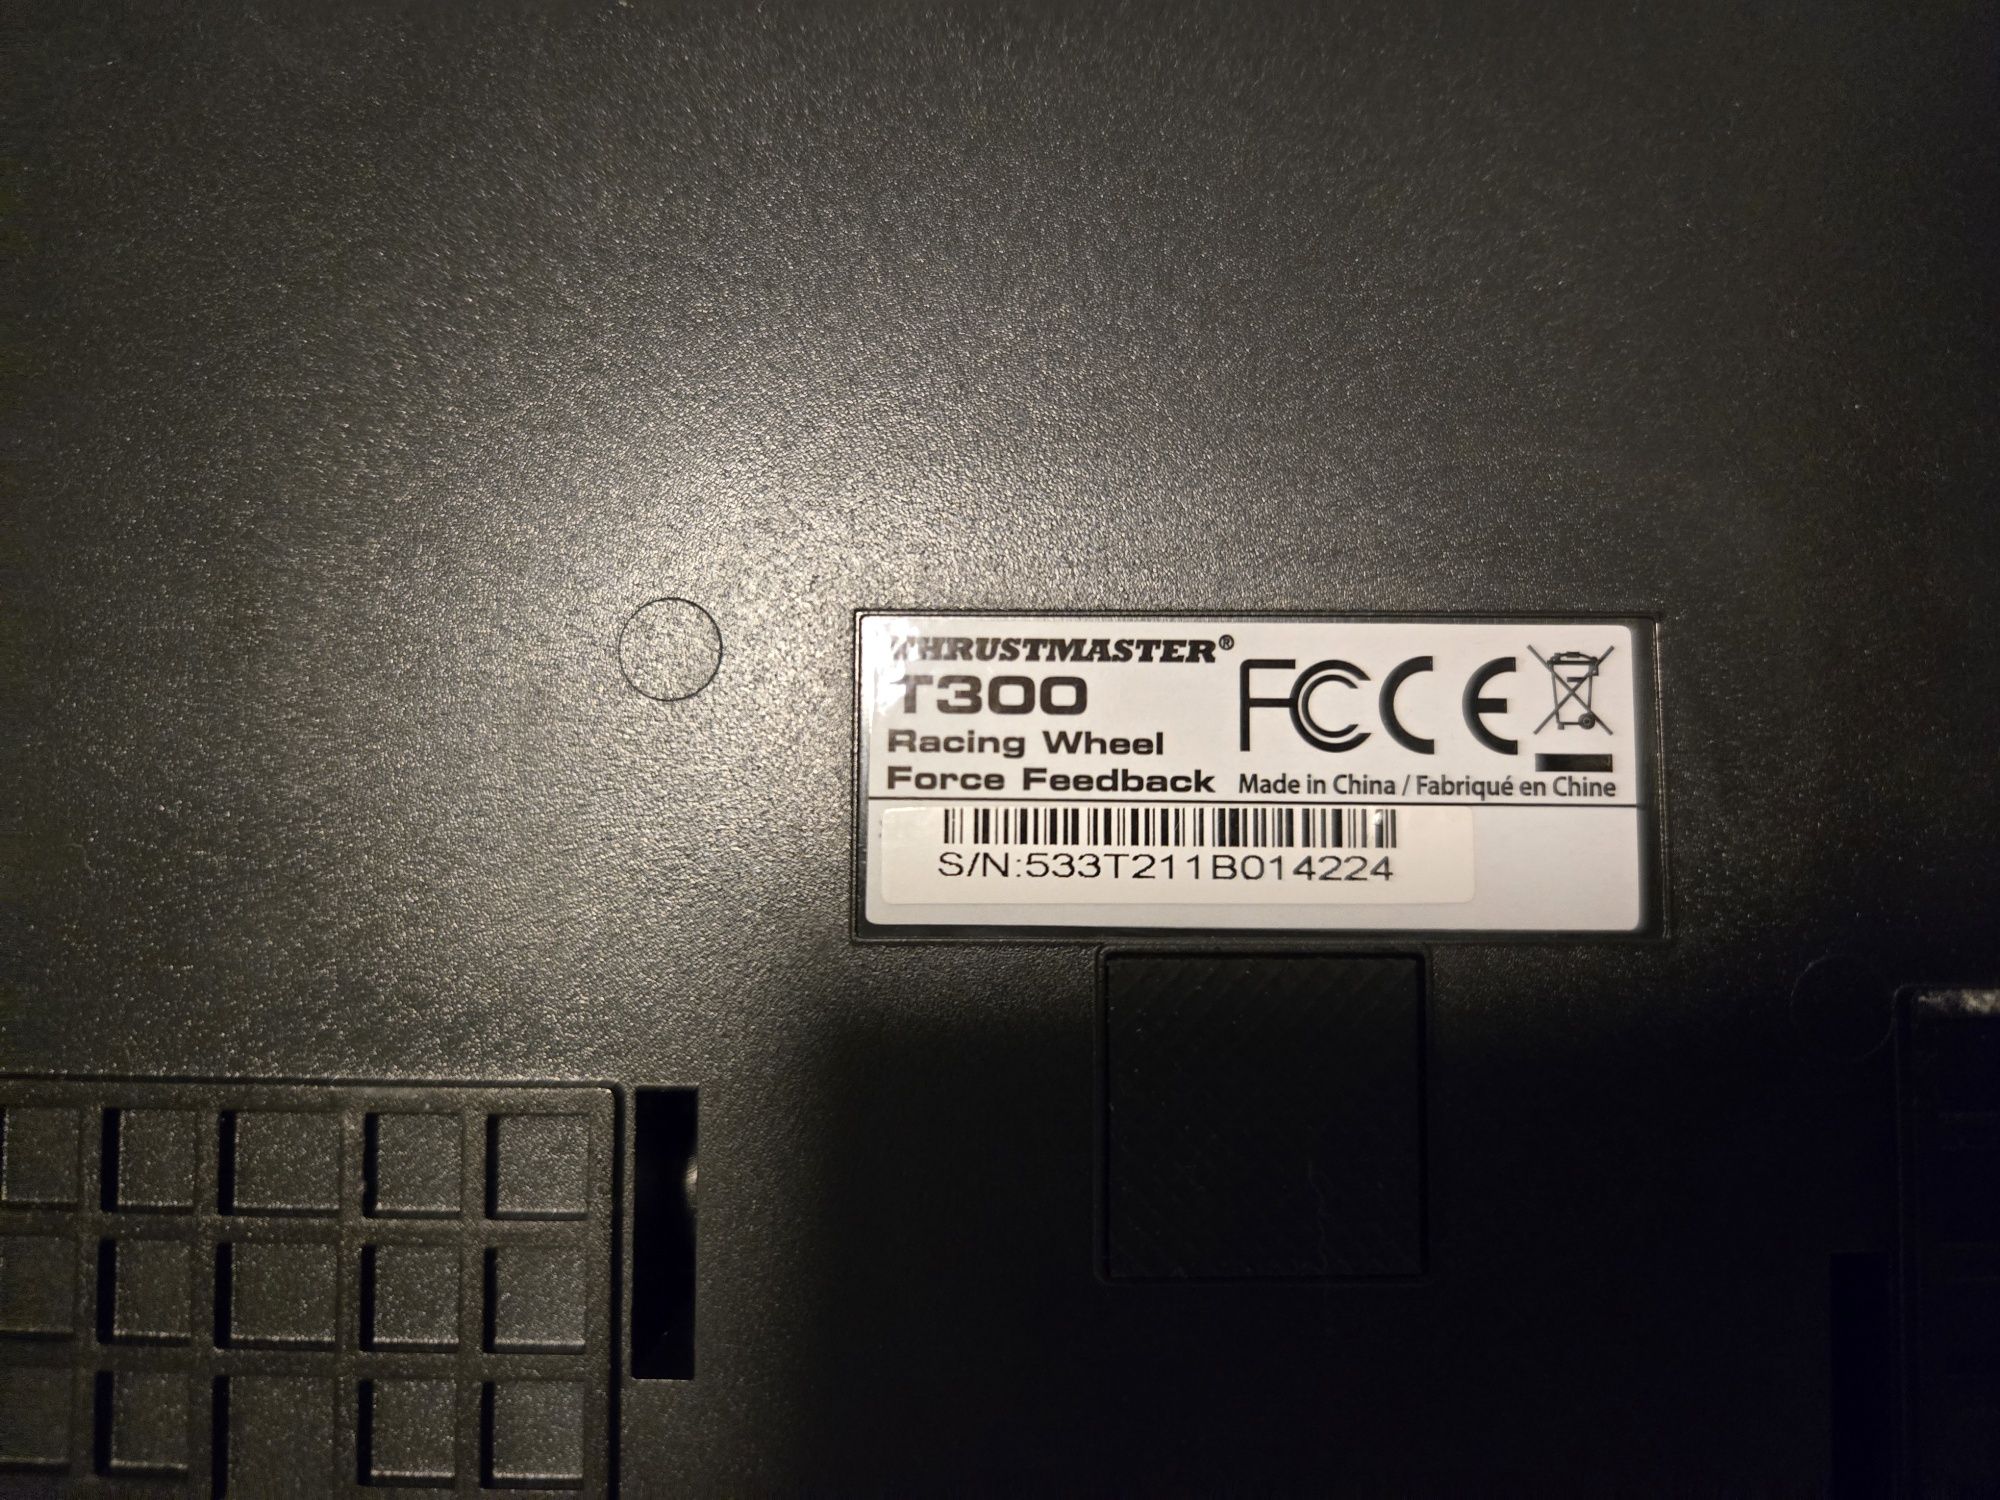 THRUSTMASTER®
T300
Racing Wheel
Force Feedback
FC CE
Made in China / Fabriqué en Chine
S/N:533T211B014224